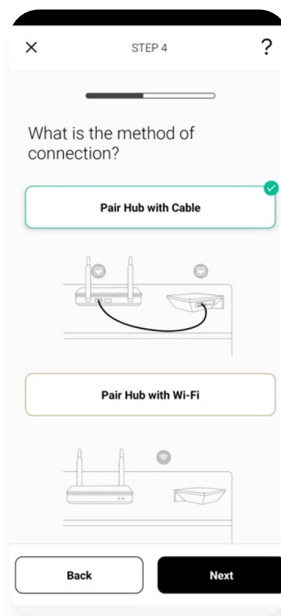 STEP 4
?
What is the method of
connection?
Pair Hub with Cable
Pair Hub with Wi-Fi
Back
Next